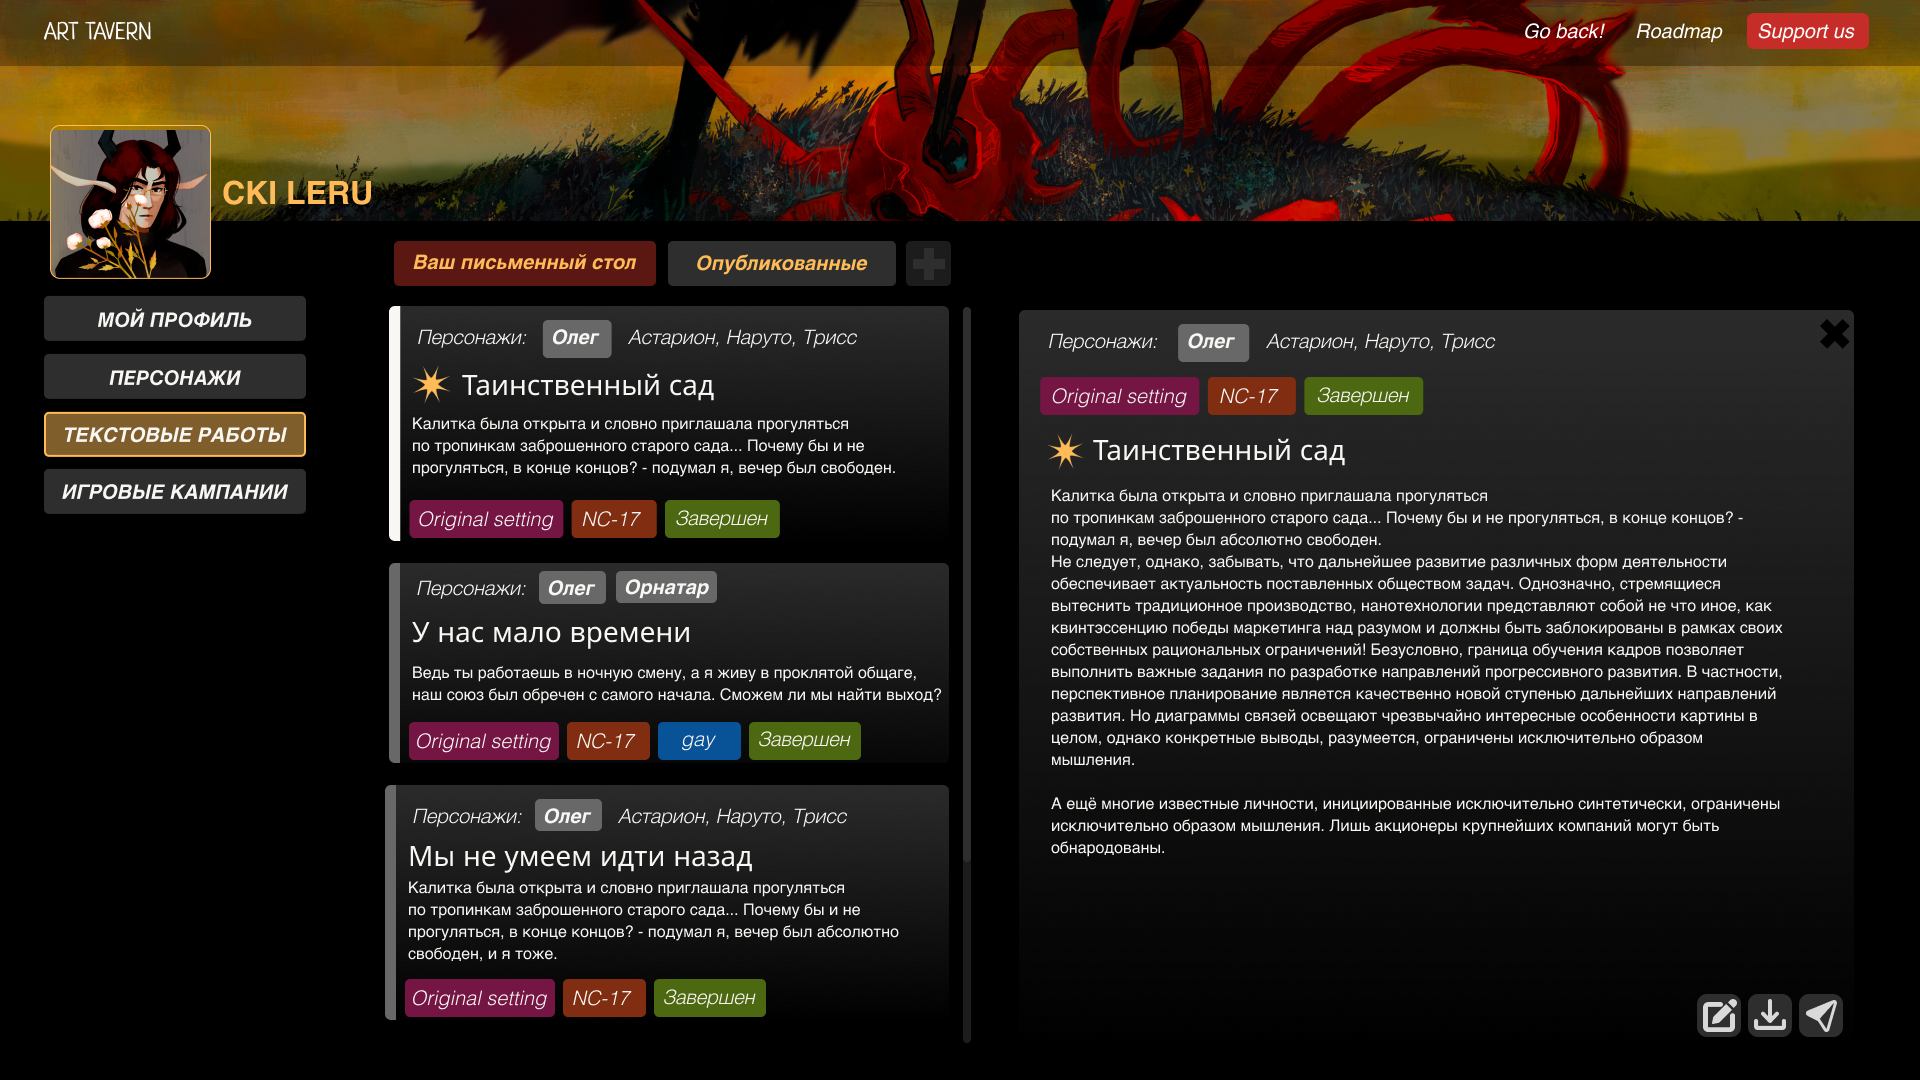 ART TAVERN
Go back!
Roadmap
Support us
CKI LERU
МОЙ ПРОФИЛЬ
ПЕРСОНАЖИ
ТЕКСТОВЫЕ РАБОТЫ
ИГРОВЫЕ КАМПАНИИ
Ваш письменный стол
Опубликованные
Персонажи: Олег Астарион, Наруто, Трисс
Таинственный сад
Калитка была открыта и словно приглашала прогуляться
по тропинкам заброшенного старого сада... Почему бы и не
прогуляться, в конце концов? - подумал я, вечер был свободен.
Original setting NC-17 Завершен
Персонажи: Олег Орнатар
У нас мало времени
Ведь ты работаешь в ночную смену, а я живу в проклятой общаге,
наш союз был обречен с самого начала. Сможем ли мы найти выход?
Original setting NC-17 gay Завершен
Персонажи: Олег Астарион, Наруто, Трисс
Мы не умеем идти назад
Калитка была открыта и словно приглашала прогуляться
по тропинкам заброшенного старого сада... Почему бы и не
прогуляться, в конце концов? - подумал я, вечер был абсолютно
свободен, и я тоже.
Original setting NC-17 Завершен
Персонажи: Олег Астарион, Наруто, Трисс
Original setting NC-17 Завершен
Таинственный сад
Калитка была открыта и словно приглашала прогуляться
по тропинкам заброшенного старого сада... Почему бы и не прогуляться, в конце концов? -
подумал я, вечер был абсолютно свободен.
Не следует, однако, забывать, что дальнейшее развитие различных форм деятельности
обеспечивает актуальность поставленных обществом задач. Однозначно, стремящиеся
вытеснить традиционное производство, нанотехнологии представляют собой не что иное, как
квинтэссенцию победы маркетинга над разумом и должны быть заблокированы в рамках своих
собственных рациональных ограничений! Безусловно, граница обучения кадров позволяет
выполнить важные задания по разработке направлений прогрессивного развития. В частности,
перспективное планирование является качественно новой ступенью дальнейших направлений
развития. Но диаграммы связей освещают чрезвычайно интересные особенности картины в
целом, однако конкретные выводы, разумеется, ограничены исключительно образом
мышления.
А ещё многие известные личности, инициированные исключительно синтетически, ограничены
исключительно образом мышления. Лишь акционеры крупнейших компаний могут быть
обнародованы.